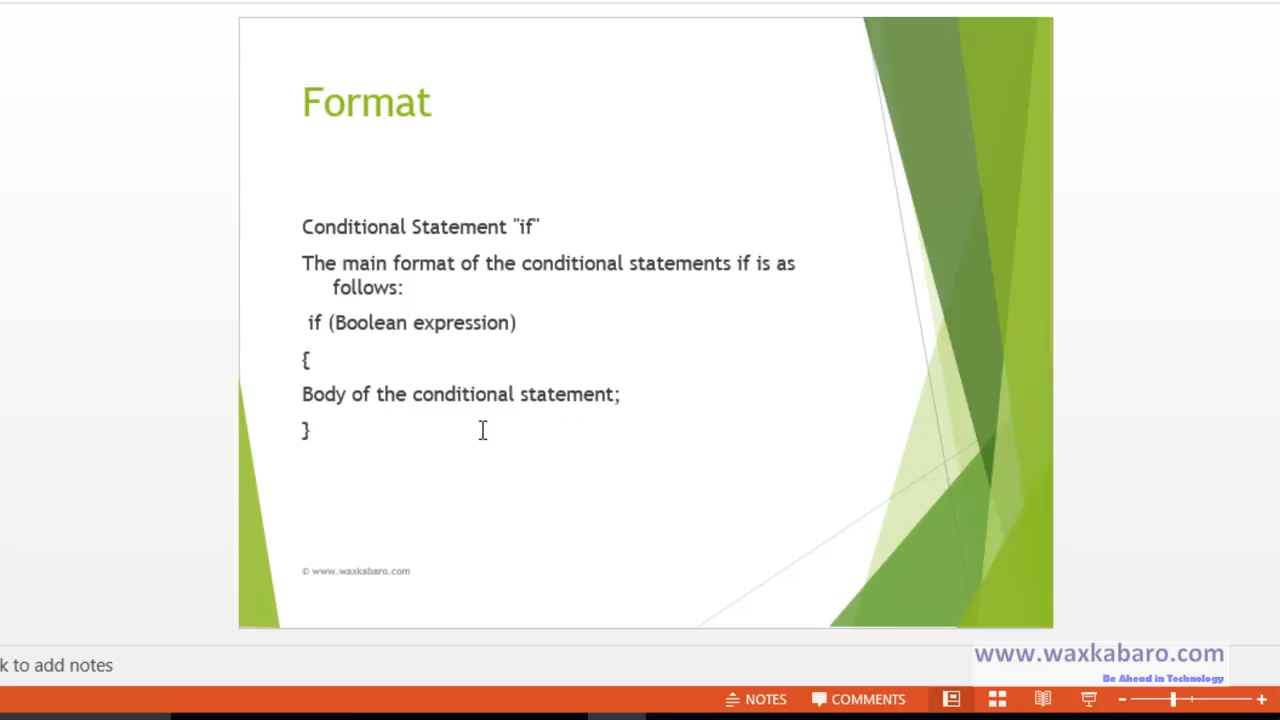 Format
Conditional Statement "if"
The main format of the conditional statements if is as
follows:
if (Boolean expression)
{
Body of the conditional statement;
}
© www.waxkabaro.com
k to add notes
www.waxkabaro.com
Be Ahead in Technology
NOTES
COMMENTS